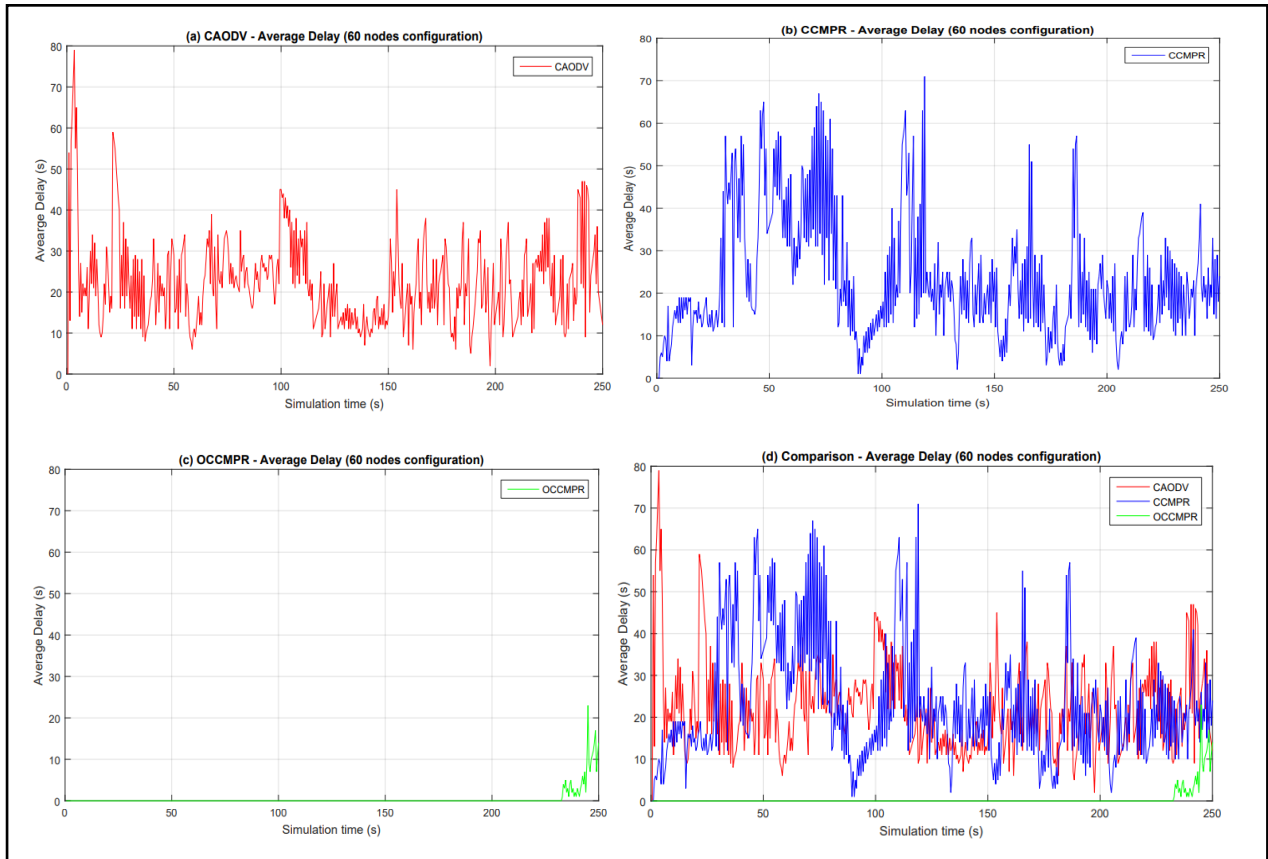 (a) CAODV - Average Delay (60 nodes configuration)
CAODV
Avearge Delay (s)
80
70
60
50
40
30
20
10
0
0 50 100 150 200 250
Simulation time (s)
(b) CCMPR - Average Delay (60 nodes configuration)
CCMPR
Average Delay (s)
80
70
60
50
40
30
20
10
0
0 50 100 150 200 250
Simulation time (s)
(c) OCCMPR - Average Delay (60 nodes configuration)
OCCMPR
Average Delay (s)
80
70
60
50
40
30
20
10
0
0 50 100 150 200 250
Simulation time (s)
(d) Comparison - Average Delay (60 nodes configuration)
CAODV
CCMPR
OCCMPR
Average Delay (s)
80
70
60
50
40
30
20
10
0
0 50 100 150 200 250
Simulation time (s)